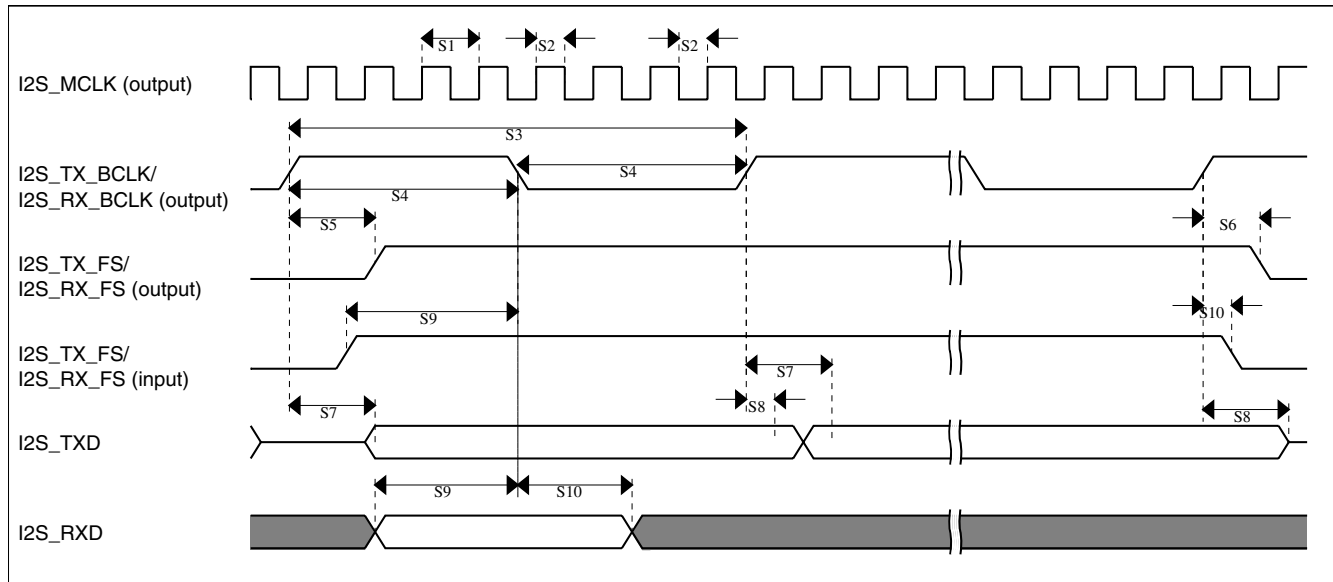 S1
S2
S2
I2S_MCLK (output)
S3
I2S_TX_BCLK/
I2S_RX_BCLK (output)
S4
S4
S5
S6
I2S_TX_FS/
I2S_RX_FS (output)
S9
S10
I2S_TX_FS/
I2S_RX_FS (input)
S7
S7
S8
S8
I2S_TXD
S9
S10
I2S_RXD